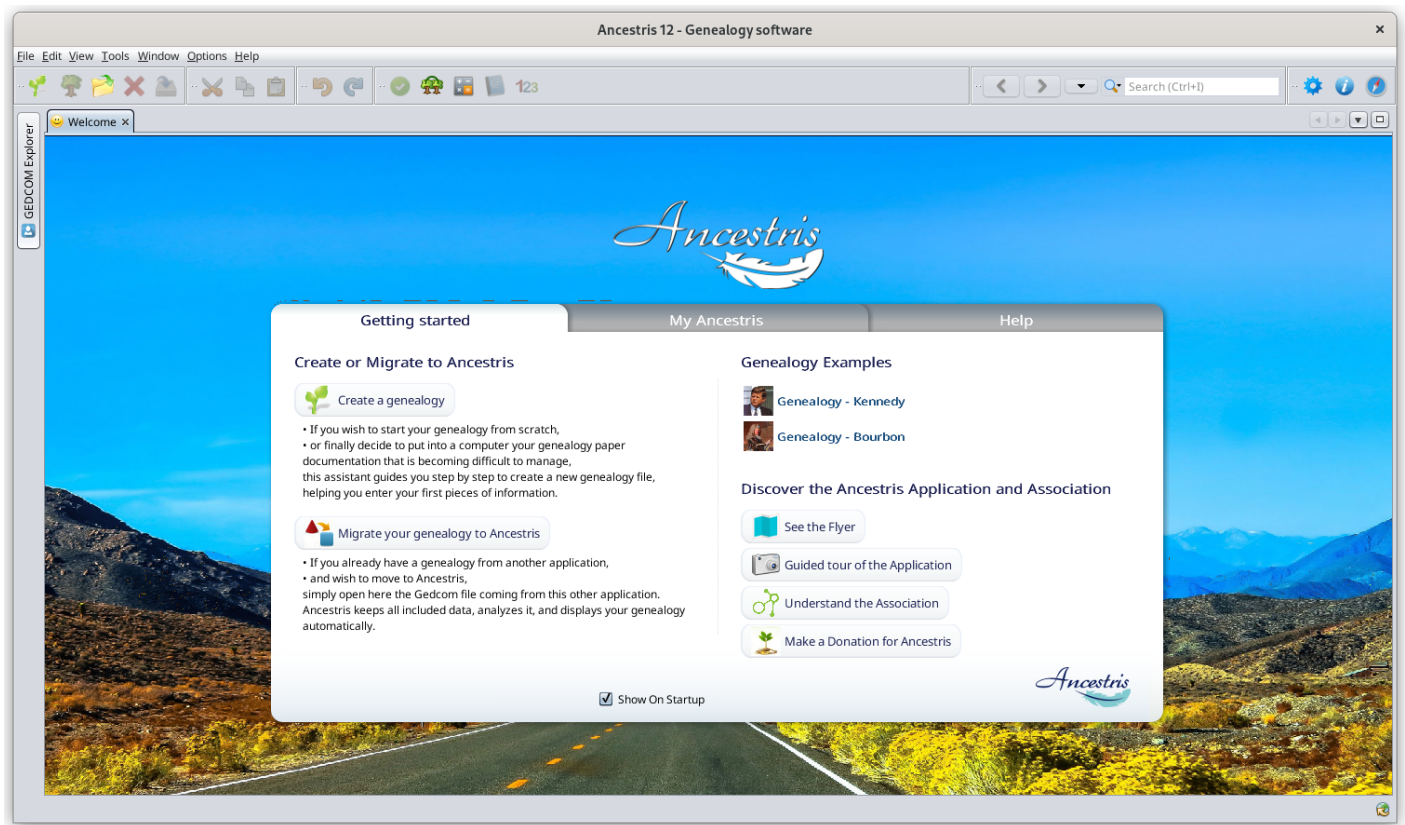 Ancestris 12 - Genealogy software
File Edit View Tools Window Options Help
123
Search (Ctrl+I)
GEDCOM Explorer
Welcome
Ancestris
Getting started
My Ancestris
Help
Create or Migrate to Ancestris
Create a genealogy
• If you wish to start your genealogy from scratch,
• or finally decide to put into a computer your genealogy paper
documentation that is becoming difficult to manage,
this assistant guides you step by step to create a new genealogy file,
helping you enter your first pieces of information.
Migrate your genealogy to Ancestris
• If you already have a genealogy from another application,
• and wish to move to Ancestris,
simply open here the Gedcom file coming from this other application.
Ancestris keeps all included data, analyzes it, and displays your genealogy
automatically.
Genealogy Examples
Genealogy - Kennedy
Genealogy - Bourbon
Discover the Ancestris Application and Association
See the Flyer
Guided tour of the Application
Understand the Association
Make a Donation for Ancestris
Ancestris
Show On Startup